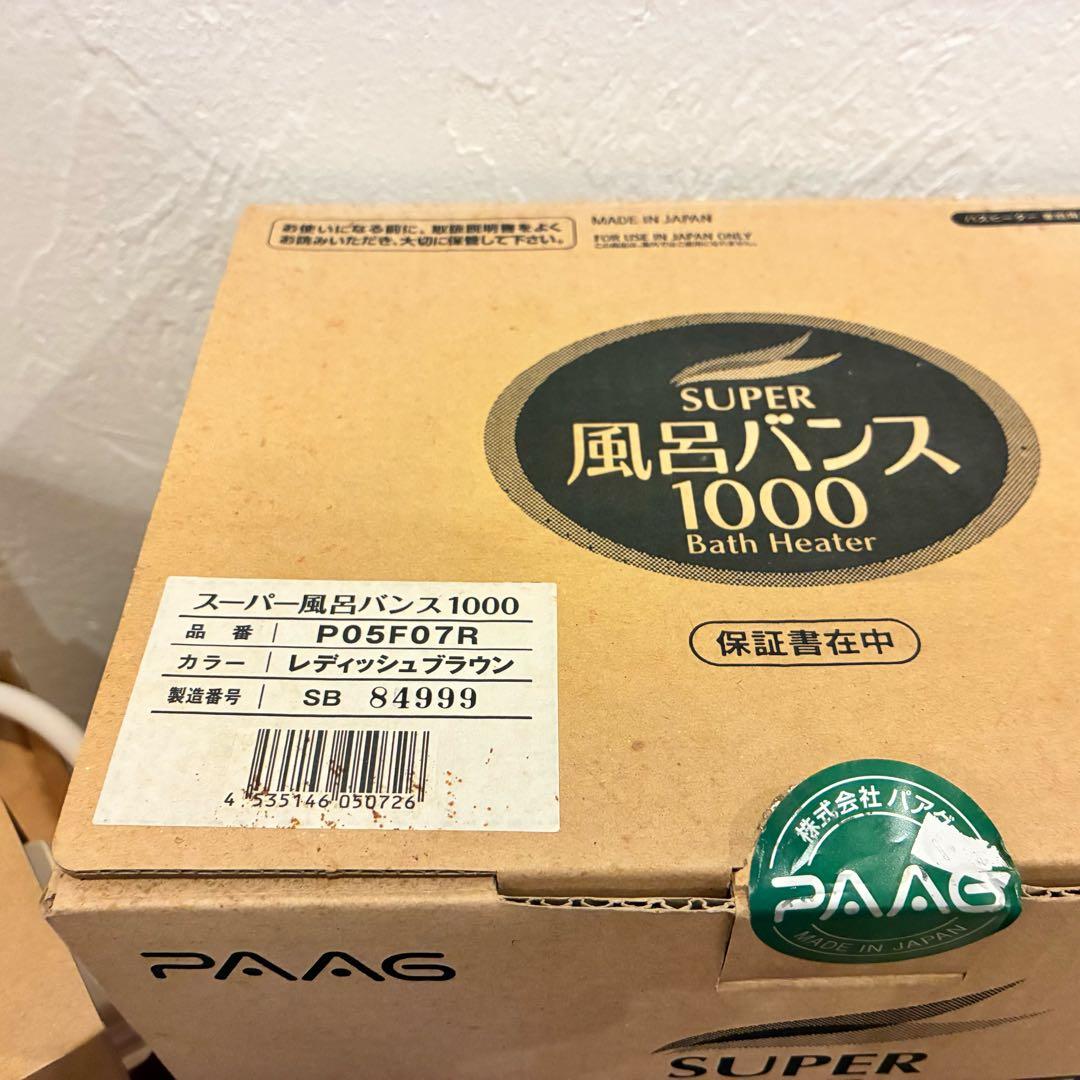 お使いになる前に、取扱説明書をよく
お読みいただき、大切に保管して下さい。
MADE IN JAPAN
FOR USE IN JAPAN ONLY
SUPER
風呂バンス
1000
Bath Heater
保証書在中
スーパー風呂バンス1000
品番 P05F07R
カラー レディッシュブラウン
製造番号 SB 84999
4 535146 050726
株式会社 パアグ
PAAG
MADE IN JAPAN
PAAG
SUPER